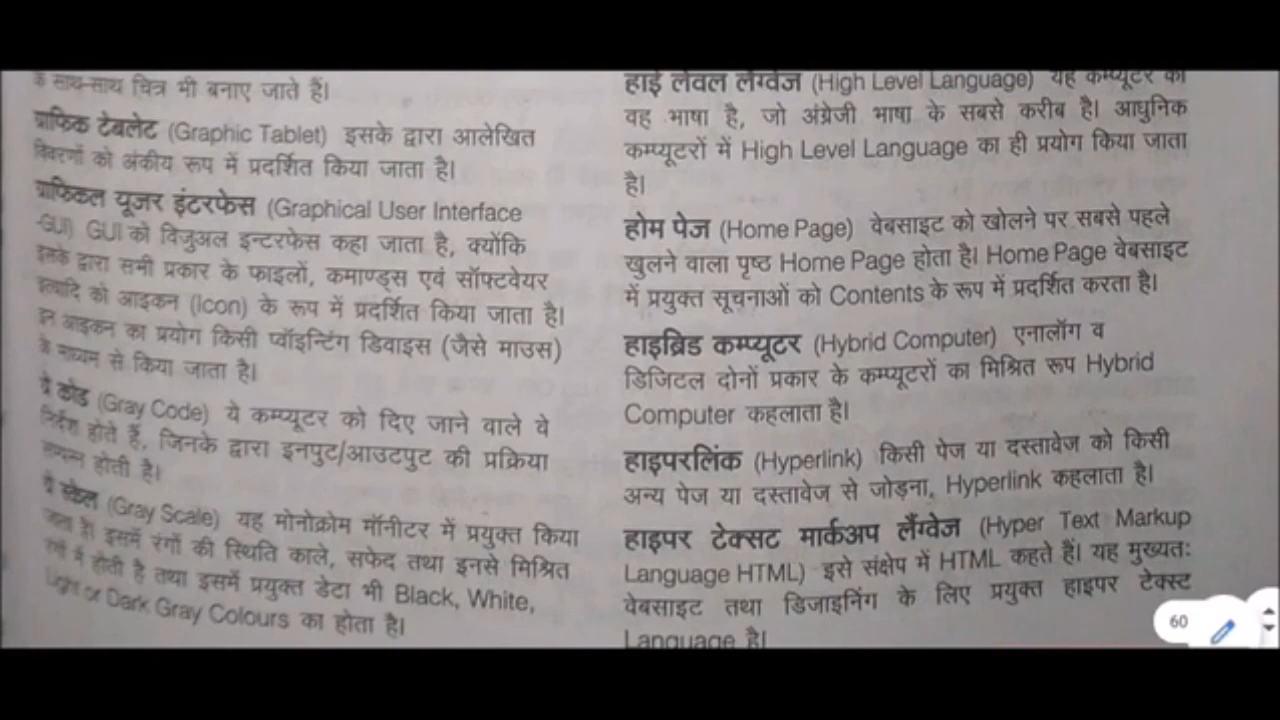 के साथ-साथ चित्र भी बनाए जाते हैं।
ग्राफिक टेबलेट (Graphic Tablet) इसके द्वारा आलेखित
विवरणों को अंकीय रूप में प्रदर्शित किया जाता है।
ग्राफिकल यूजर इंटरफेस (Graphical User Interface
-GUI) GUI को विजुअल इन्टरफेस कहा जाता है, क्योंकि
इसके द्वारा सभी प्रकार के फाइलों, कमाण्ड्स एवं सॉफ्टवेयर
इत्यादि को आइकन (Icon) के रूप में प्रदर्शित किया जाता है।
इन आइकन का प्रयोग किसी प्वॉइन्टिंग डिवाइस (जैसे माउस)
के माध्यम से किया जाता है।
ग्रे कोड (Gray Code) ये कम्प्यूटर को दिए जाने वाले वे
निर्देश होते हैं, जिनके द्वारा इनपुट/आउटपुट की प्रक्रिया
सम्पन्न होती है।
ग्रे स्केल (Gray Scale) यह मोनोक्रोम मॉनीटर में प्रयुक्त किया
जाता है। इसमें रंगों की स्थिति काले, सफेद तथा इनसे मिश्रित
रंगों में होती है तथा इसमें प्रयुक्त डेटा भी Black, White,
Light or Dark Gray Colours का होता है।
हाई लेवल लैंग्वेज (High Level Language) यह कम्प्यूटर की
वह भाषा है, जो अंग्रेजी भाषा के सबसे करीब है। आधुनिक
कम्प्यूटरों में High Level Language का ही प्रयोग किया जाता
है।
होम पेज (Home Page) वेबसाइट को खोलने पर सबसे पहले
खुलने वाला पृष्ठ Home Page होता है। Home Page वेबसाइट
में प्रयुक्त सूचनाओं को Contents के रूप में प्रदर्शित करता है।
हाइब्रिड कम्प्यूटर (Hybrid Computer) एनालॉग व
डिजिटल दोनों प्रकार के कम्प्यूटरों का मिश्रित रूप Hybrid
Computer कहलाता है।
हाइपरलिंक (Hyperlink) किसी पेज या दस्तावेज को किसी
अन्य पेज या दस्तावेज से जोड़ना, Hyperlink कहलाता है।
हाइपर टेक्सट मार्कअप लैंग्वेज (Hyper Text Markup
Language HTML) इसे संक्षेप में HTML कहते हैं। यह मुख्यतः
वेबसाइट तथा डिजाइनिंग के लिए प्रयुक्त हाइपर टेक्स्ट
Language है।
60